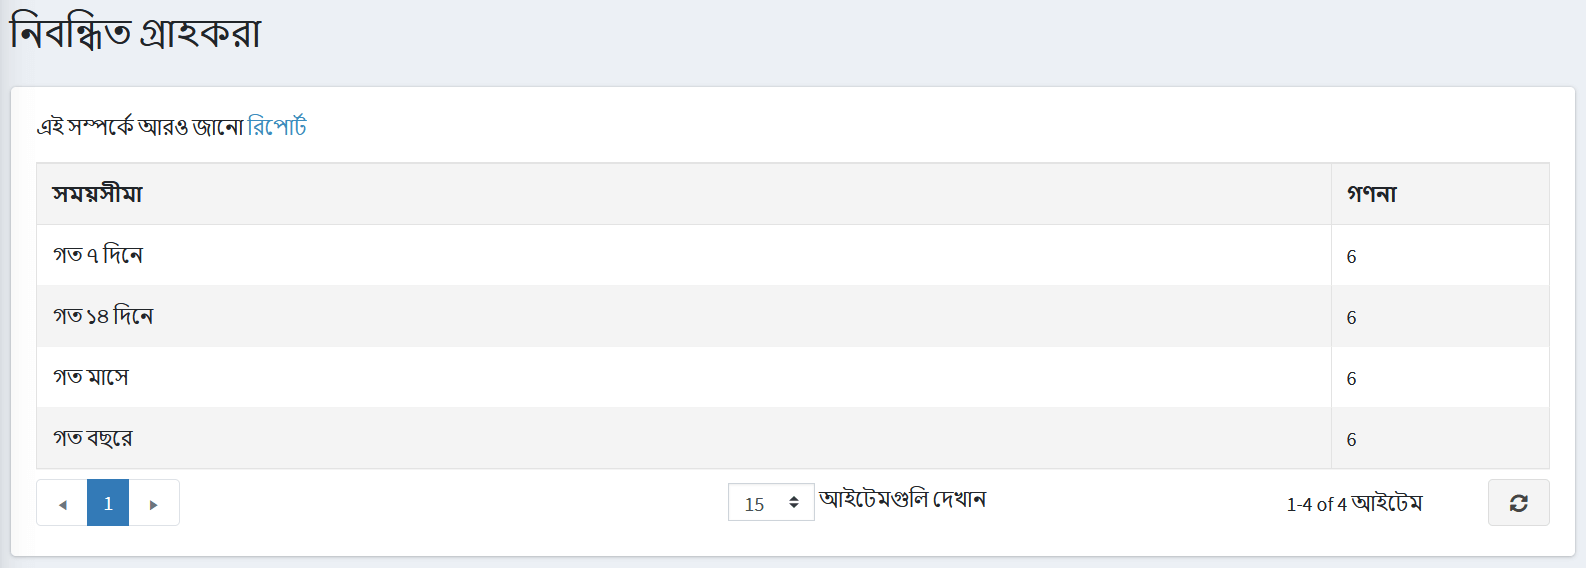 নিবন্ধিত গ্রাহকরা
এই সম্পর্কে আরও জানো রিপোর্ট
সময়সীমা গণনা
গত ৭ দিনে 6
গত ১৪ দিনে 6
গত মাসে 6
গত বছরে 6
1 15 আইটেমগুলি দেখান 1-4 of 4 আইটেম